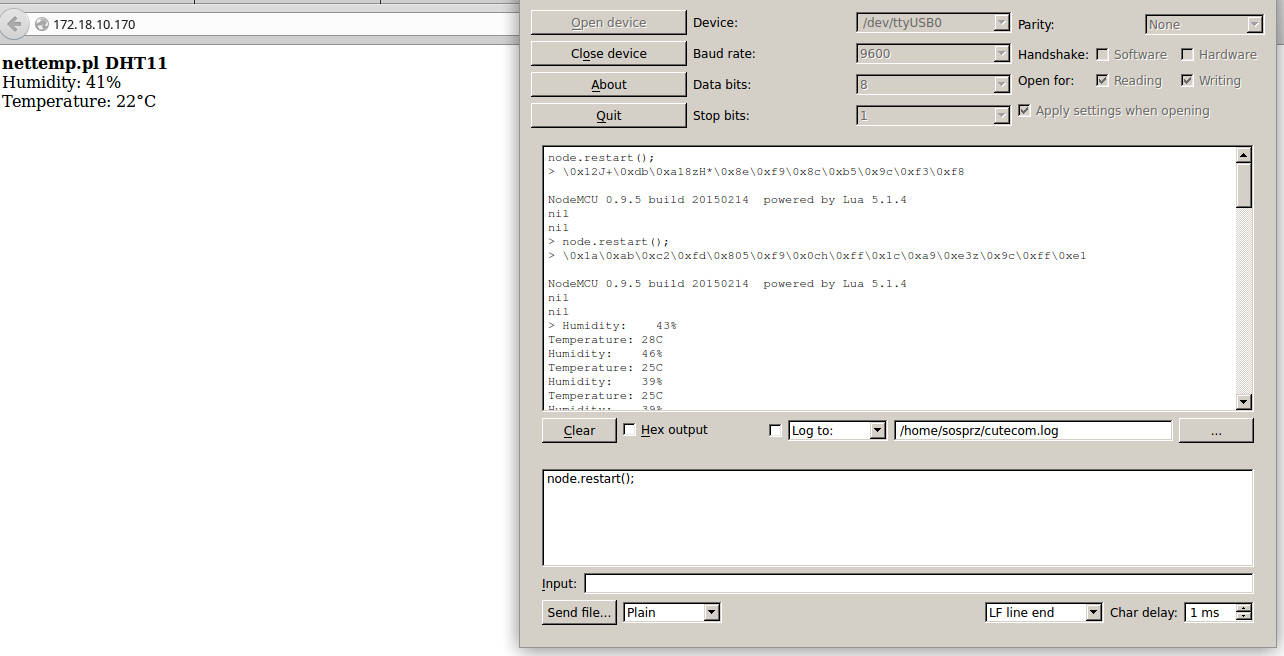 172.18.10.170
nettemp.pl DHT11
Humidity: 41%
Temperature: 22°C
Open device
Device:
/dev/ttyUSB0
Parity:
None
Close device
Baud rate:
9600
Handshake:
Software
Hardware
About
Data bits:
8
Open for:
Reading
Writing
Quit
Stop bits:
1
Apply settings when opening
node.restart();
> \0x12J+\0xdb\0xa18zH*\0x8e\0xf9\0x8c\0xb5\0x9c\0xf3\0xf8
NodeMCU 0.9.5 build 20150214  powered by Lua 5.1.4
nil
nil
> node.restart();
> \0x1a\0xab\0xc2\0xfd\0x805\0xf9\0x0ch\0xff\0x1c\0xa9\0xe3z\0x9c\0xff\0xe1
NodeMCU 0.9.5 build 20150214  powered by Lua 5.1.4
nil
nil
> Humidity:    43%
Temperature: 28C
Humidity:    46%
Temperature: 25C
Humidity:    39%
Temperature: 25C
Humidity:    39%
Clear
Hex output
Log to:
/home/sosprz/cutecom.log
...
node.restart();
Input:
Send file...
Plain
LF line end
Char delay:
1 ms